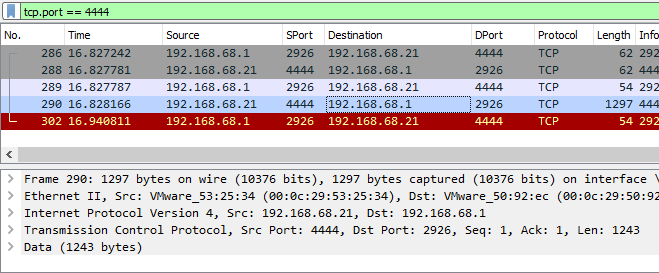 tcp.port == 4444
No. Time Source SPort Destination DPort Protocol Length Info
286 16.827242 192.168.68.1 2926 192.168.68.21 4444 TCP 62 292
288 16.827781 192.168.68.21 4444 192.168.68.1 2926 TCP 62 444
289 16.827787 192.168.68.1 2926 192.168.68.21 4444 TCP 54 292
290 16.828166 192.168.68.21 4444 192.168.68.1 2926 TCP 1297 444
302 16.940811 192.168.68.1 2926 192.168.68.21 4444 TCP 54 292
Frame 290: 1297 bytes on wire (10376 bits), 1297 bytes captured (10376 bits) on interface \
Ethernet II, Src: VMware_53:25:34 (00:0c:29:53:25:34), Dst: VMware_50:92:ec (00:0c:29:50:92
Internet Protocol Version 4, Src: 192.168.68.21, Dst: 192.168.68.1
Transmission Control Protocol, Src Port: 4444, Dst Port: 2926, Seq: 1, Ack: 1, Len: 1243
Data (1243 bytes)